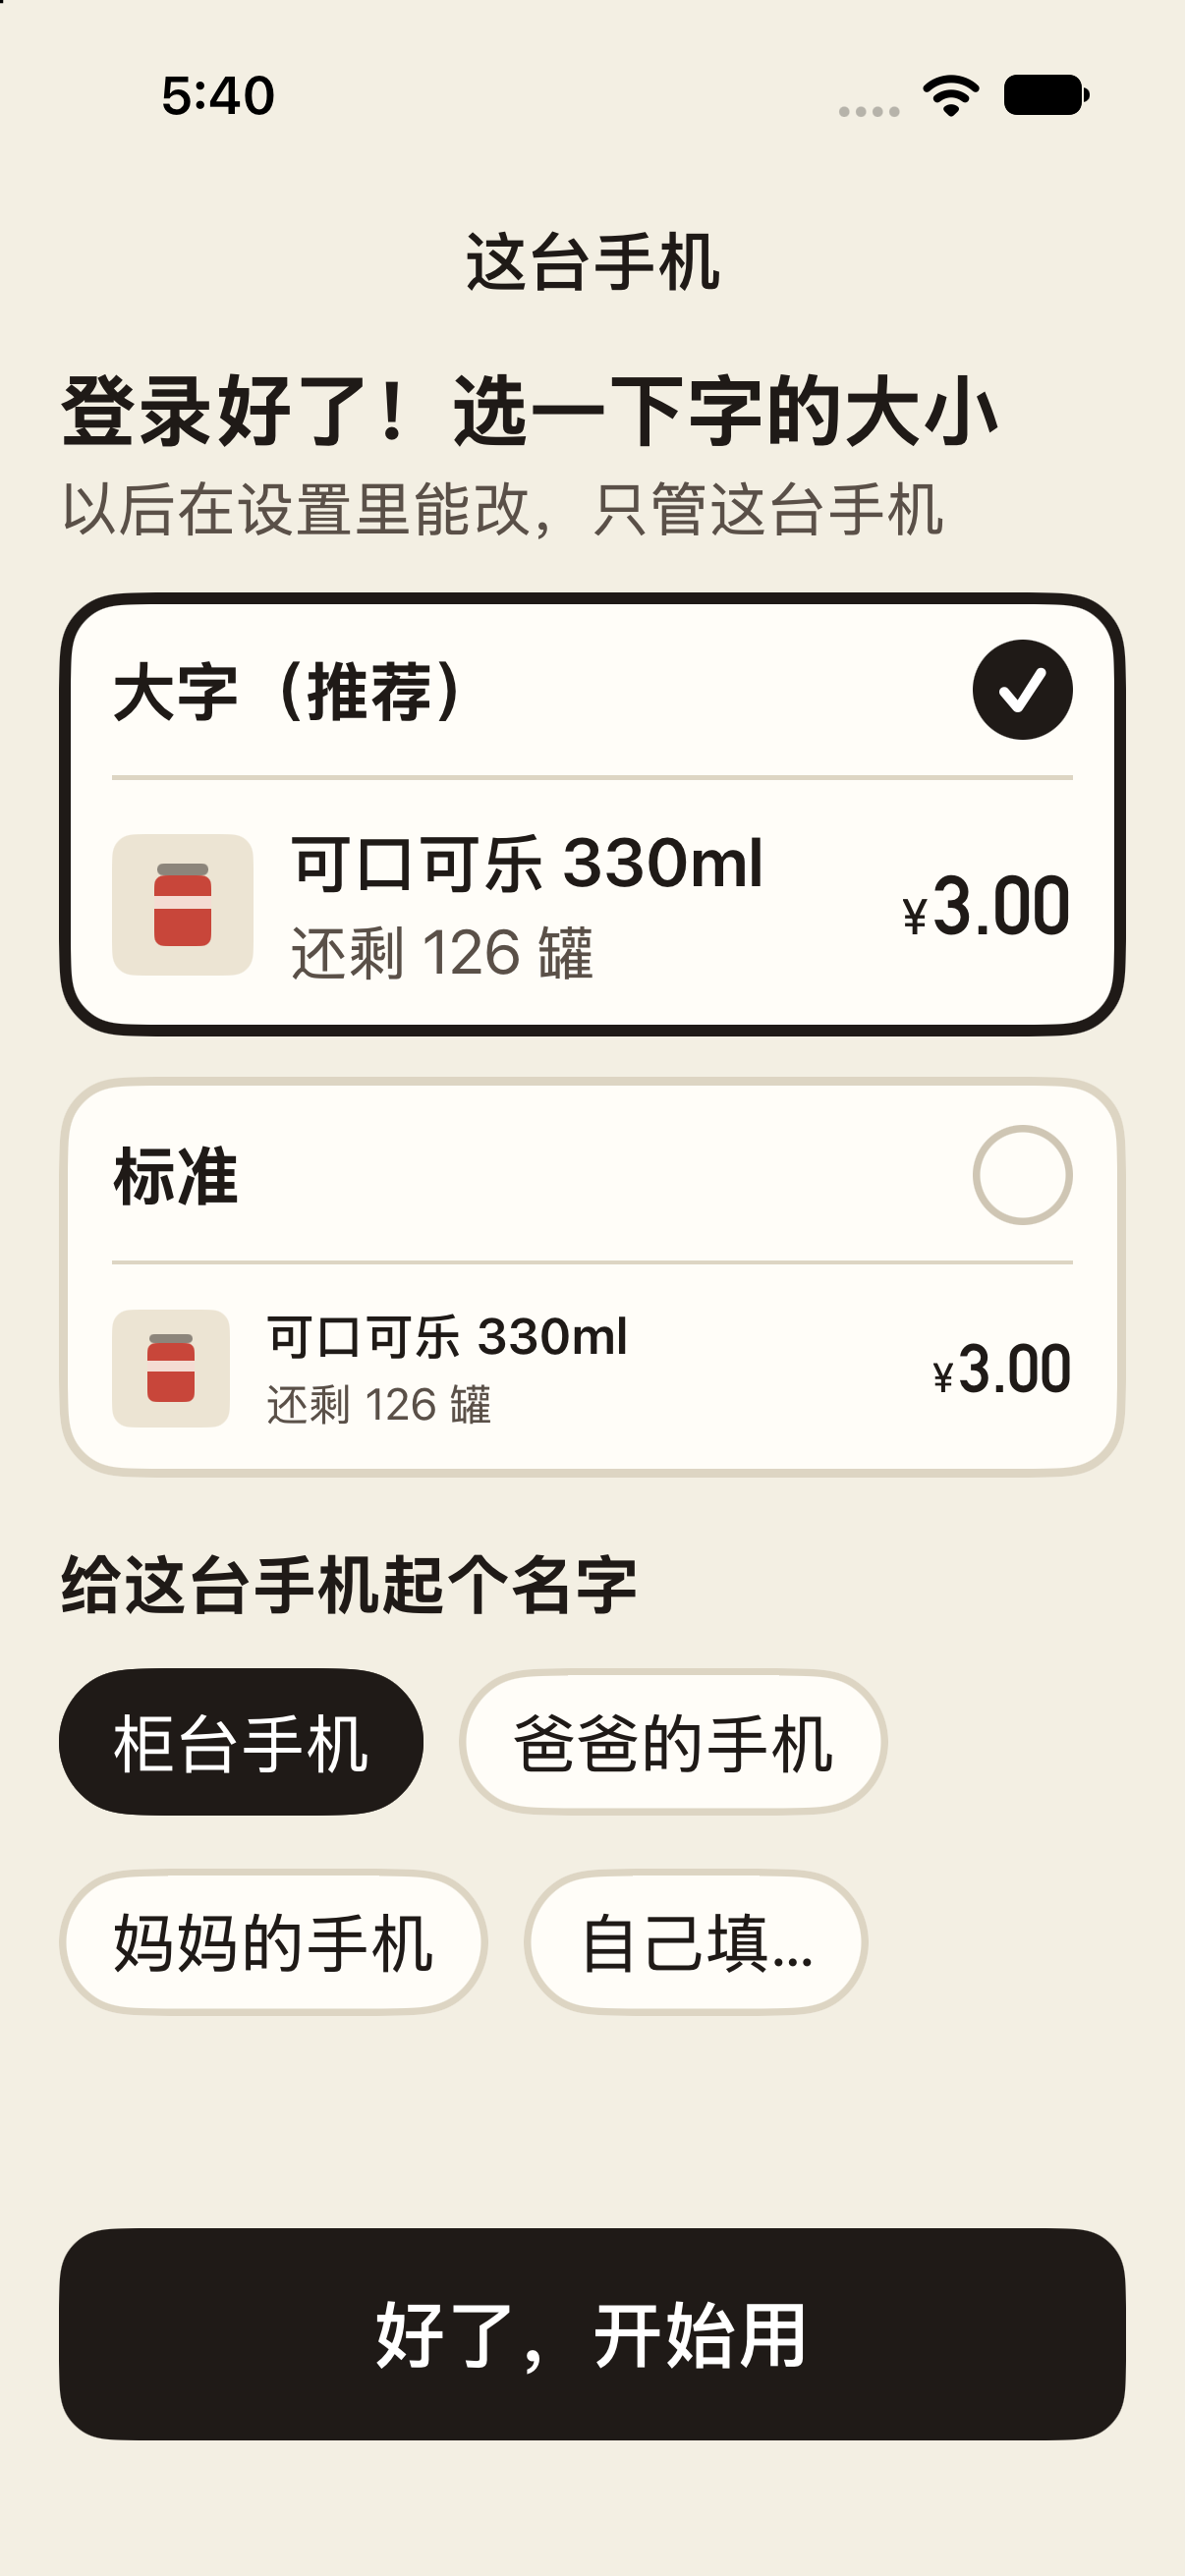 5:40
这台手机
登录好了！选一下字的大小
以后在设置里能改，只管这台手机
大字（推荐）
可口可乐 330ml
还剩 126 罐
¥3.00
标准
可口可乐 330ml
还剩 126 罐
¥3.00
给这台手机起个名字
柜台手机
爸爸的手机
妈妈的手机
自己填...
好了，开始用